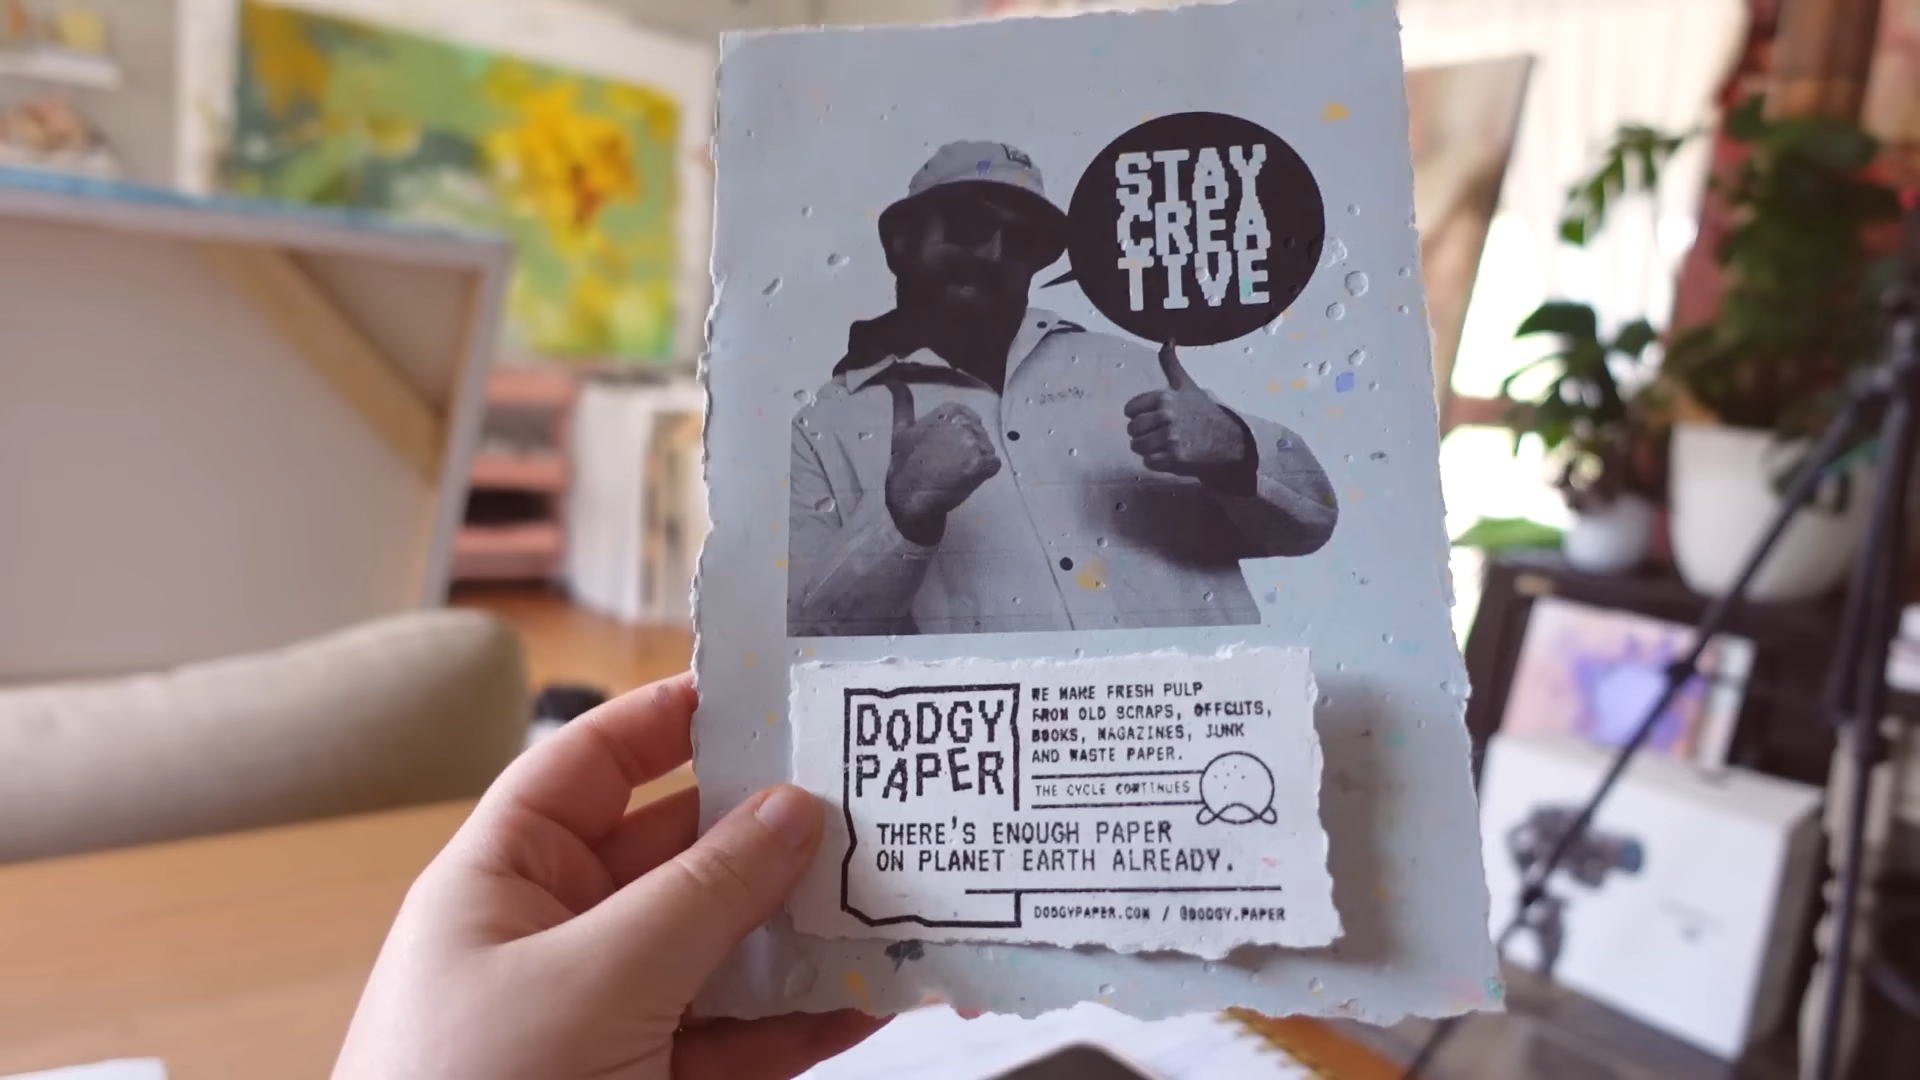 STAY
CREA
TIVE
DODGY
PAPER
WE MAKE FRESH PULP
FROM OLD SCRAPS, OFFCUTS,
BOOKS, MAGAZINES, JUNK
AND WASTE PAPER.
THE CYCLE CONTINUES
THERE'S ENOUGH PAPER
ON PLANET EARTH ALREADY.
DODGYPAPER.COM / @DODGY.PAPER